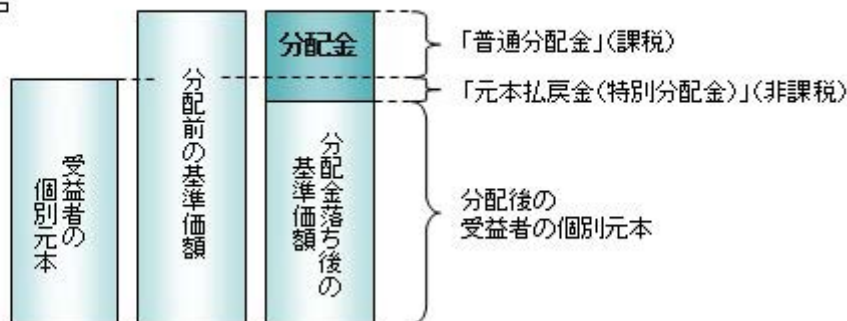 分配金
「普通分配金」(課税)
「元本払戻金(特別分配金)」(非課税)
受益者の
個別元本
分配前の基準価額
分配金落ち後の
基準価額
分配後の
受益者の個別元本